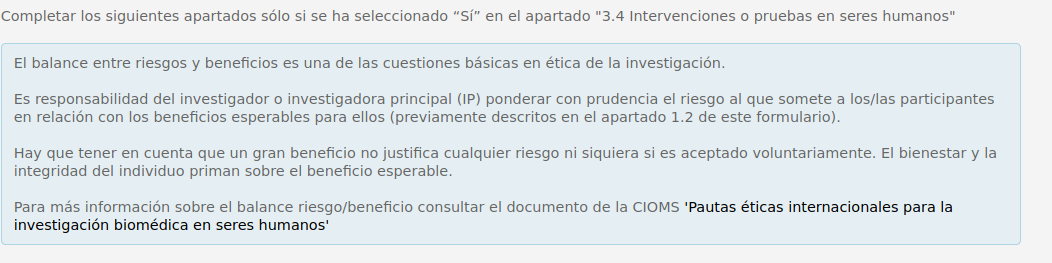 Completar los siguientes apartados sólo si se ha seleccionado “Sí” en el apartado "3.4 Intervenciones o pruebas en seres humanos"
El balance entre riesgos y beneficios es una de las cuestiones básicas en ética de la investigación.
Es responsabilidad del investigador o investigadora principal (IP) ponderar con prudencia el riesgo al que somete a los/las participantes
en relación con los beneficios esperables para ellos (previamente descritos en el apartado 1.2 de este formulario).
Hay que tener en cuenta que un gran beneficio no justifica cualquier riesgo ni siquiera si es aceptado voluntariamente. El bienestar y la
integridad del individuo priman sobre el beneficio esperable.
Para más información sobre el balance riesgo/beneficio consultar el documento de la CIOMS 'Pautas éticas internacionales para la
investigación biomédica en seres humanos'